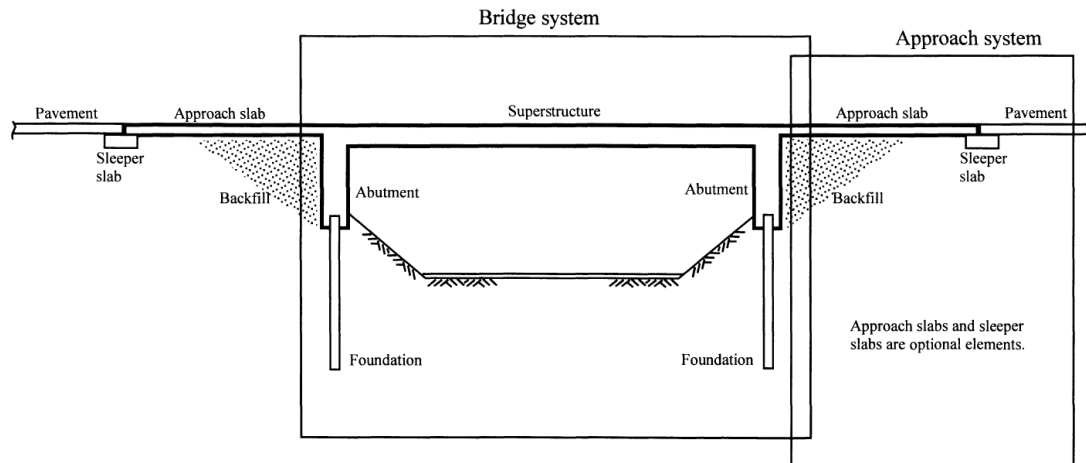 Bridge system
Approach system
Pavement
Approach slab
Superstructure
Approach slab
Pavement
Sleeper
slab
Sleeper
slab
Backfill
Abutment
Abutment
Backfill
Approach slabs and sleeper
slabs are optional elements.
Foundation
Foundation